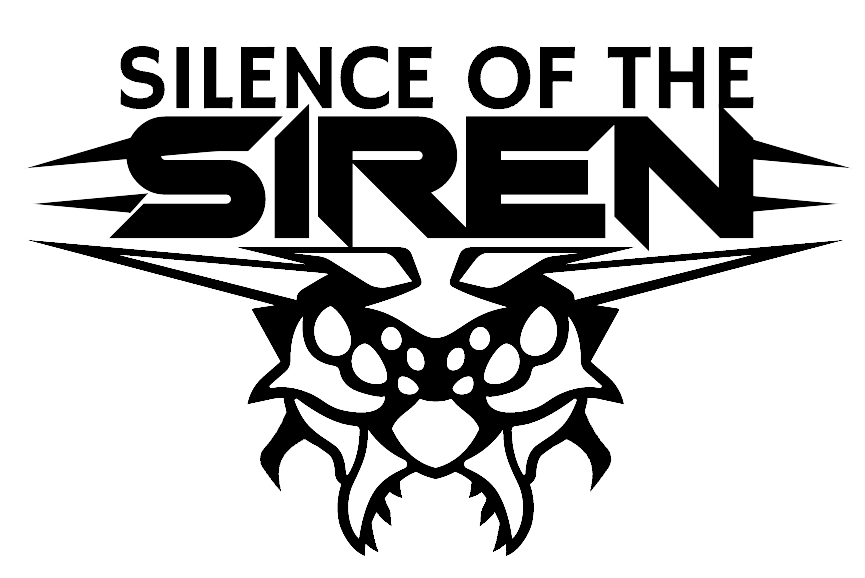 SILENCE OF THE
SIREN